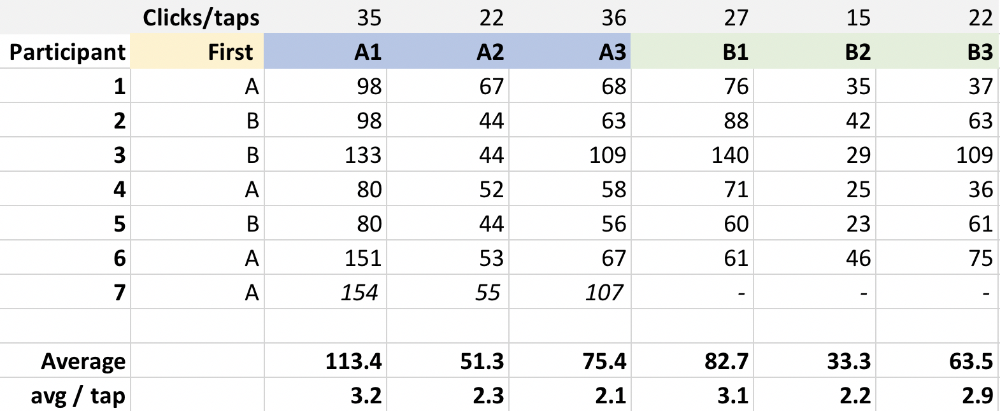 Clicks/taps 35 22 36 27 15 22
Participant First A1 A2 A3 B1 B2 B3
1 A 98 67 68 76 35 37
2 B 98 44 63 88 42 63
3 B 133 44 109 140 29 109
4 A 80 52 58 71 25 36
5 B 80 44 56 60 23 61
6 A 151 53 67 61 46 75
7 A 154 55 107 - - -
Average 113.4 51.3 75.4 82.7 33.3 63.5
avg / tap 3.2 2.3 2.1 3.1 2.2 2.9